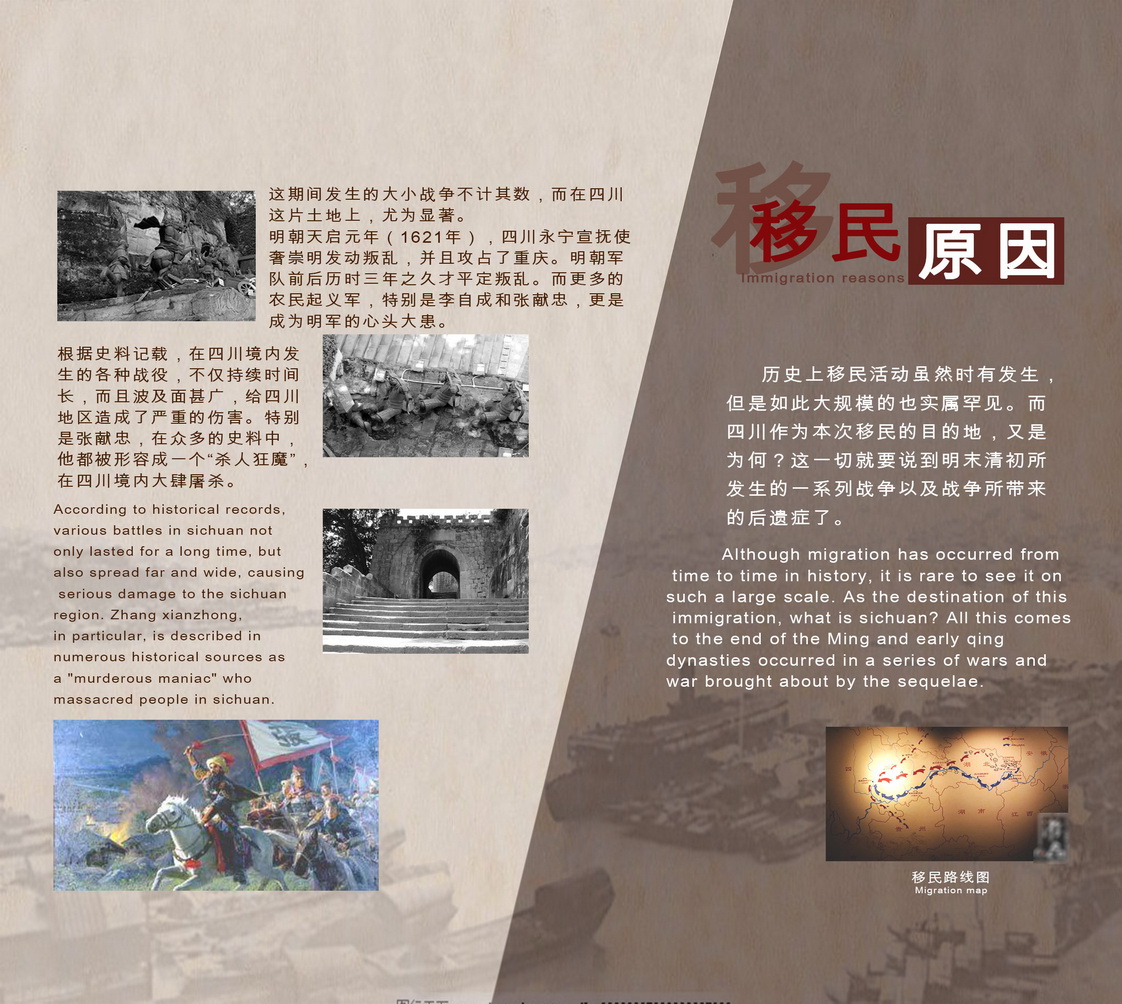 这期间发生的大小战争不计其数，而在四川
这片土地上，尤为显著。
明朝天启元年（1621年），四川永宁宣抚使
奢崇明发动叛乱，并且攻占了重庆。明朝军
队前后历时三年之久才平定叛乱。而更多的
农民起义军，特别是李自成和张献忠，更是
成为明军的心头大患。
根据史料记载，在四川境内发
生的各种战役，不仅持续时间
长，而且波及面甚广，给四川
地区造成了严重的伤害。特别
是张献忠，在众多的史料中，
他都被形容成一个“杀人狂魔”，
在四川境内大肆屠杀。
According to historical records,
various battles in sichuan not
only lasted for a long time, but
also spread far and wide, causing
serious damage to the sichuan
region. Zhang xianzhong,
in particular, is described in
numerous historical sources as
a "murderous maniac" who
massacred people in sichuan.
移
移民原因
Immigration reasons
历史上移民活动虽然时有发生，
但是如此大规模的也实属罕见。而
四川作为本次移民的目的地，又是
为何？这一切就要说到明末清初所
发生的一系列战争以及战争所带来
的后遗症了。
Although migration has occurred from
time to time in history, it is rare to see it on
such a large scale. As the destination of this
immigration, what is sichuan? All this comes
to the end of the Ming and early qing
dynasties occurred in a series of wars and
war brought about by the sequelae.
移民路线图
Migration map